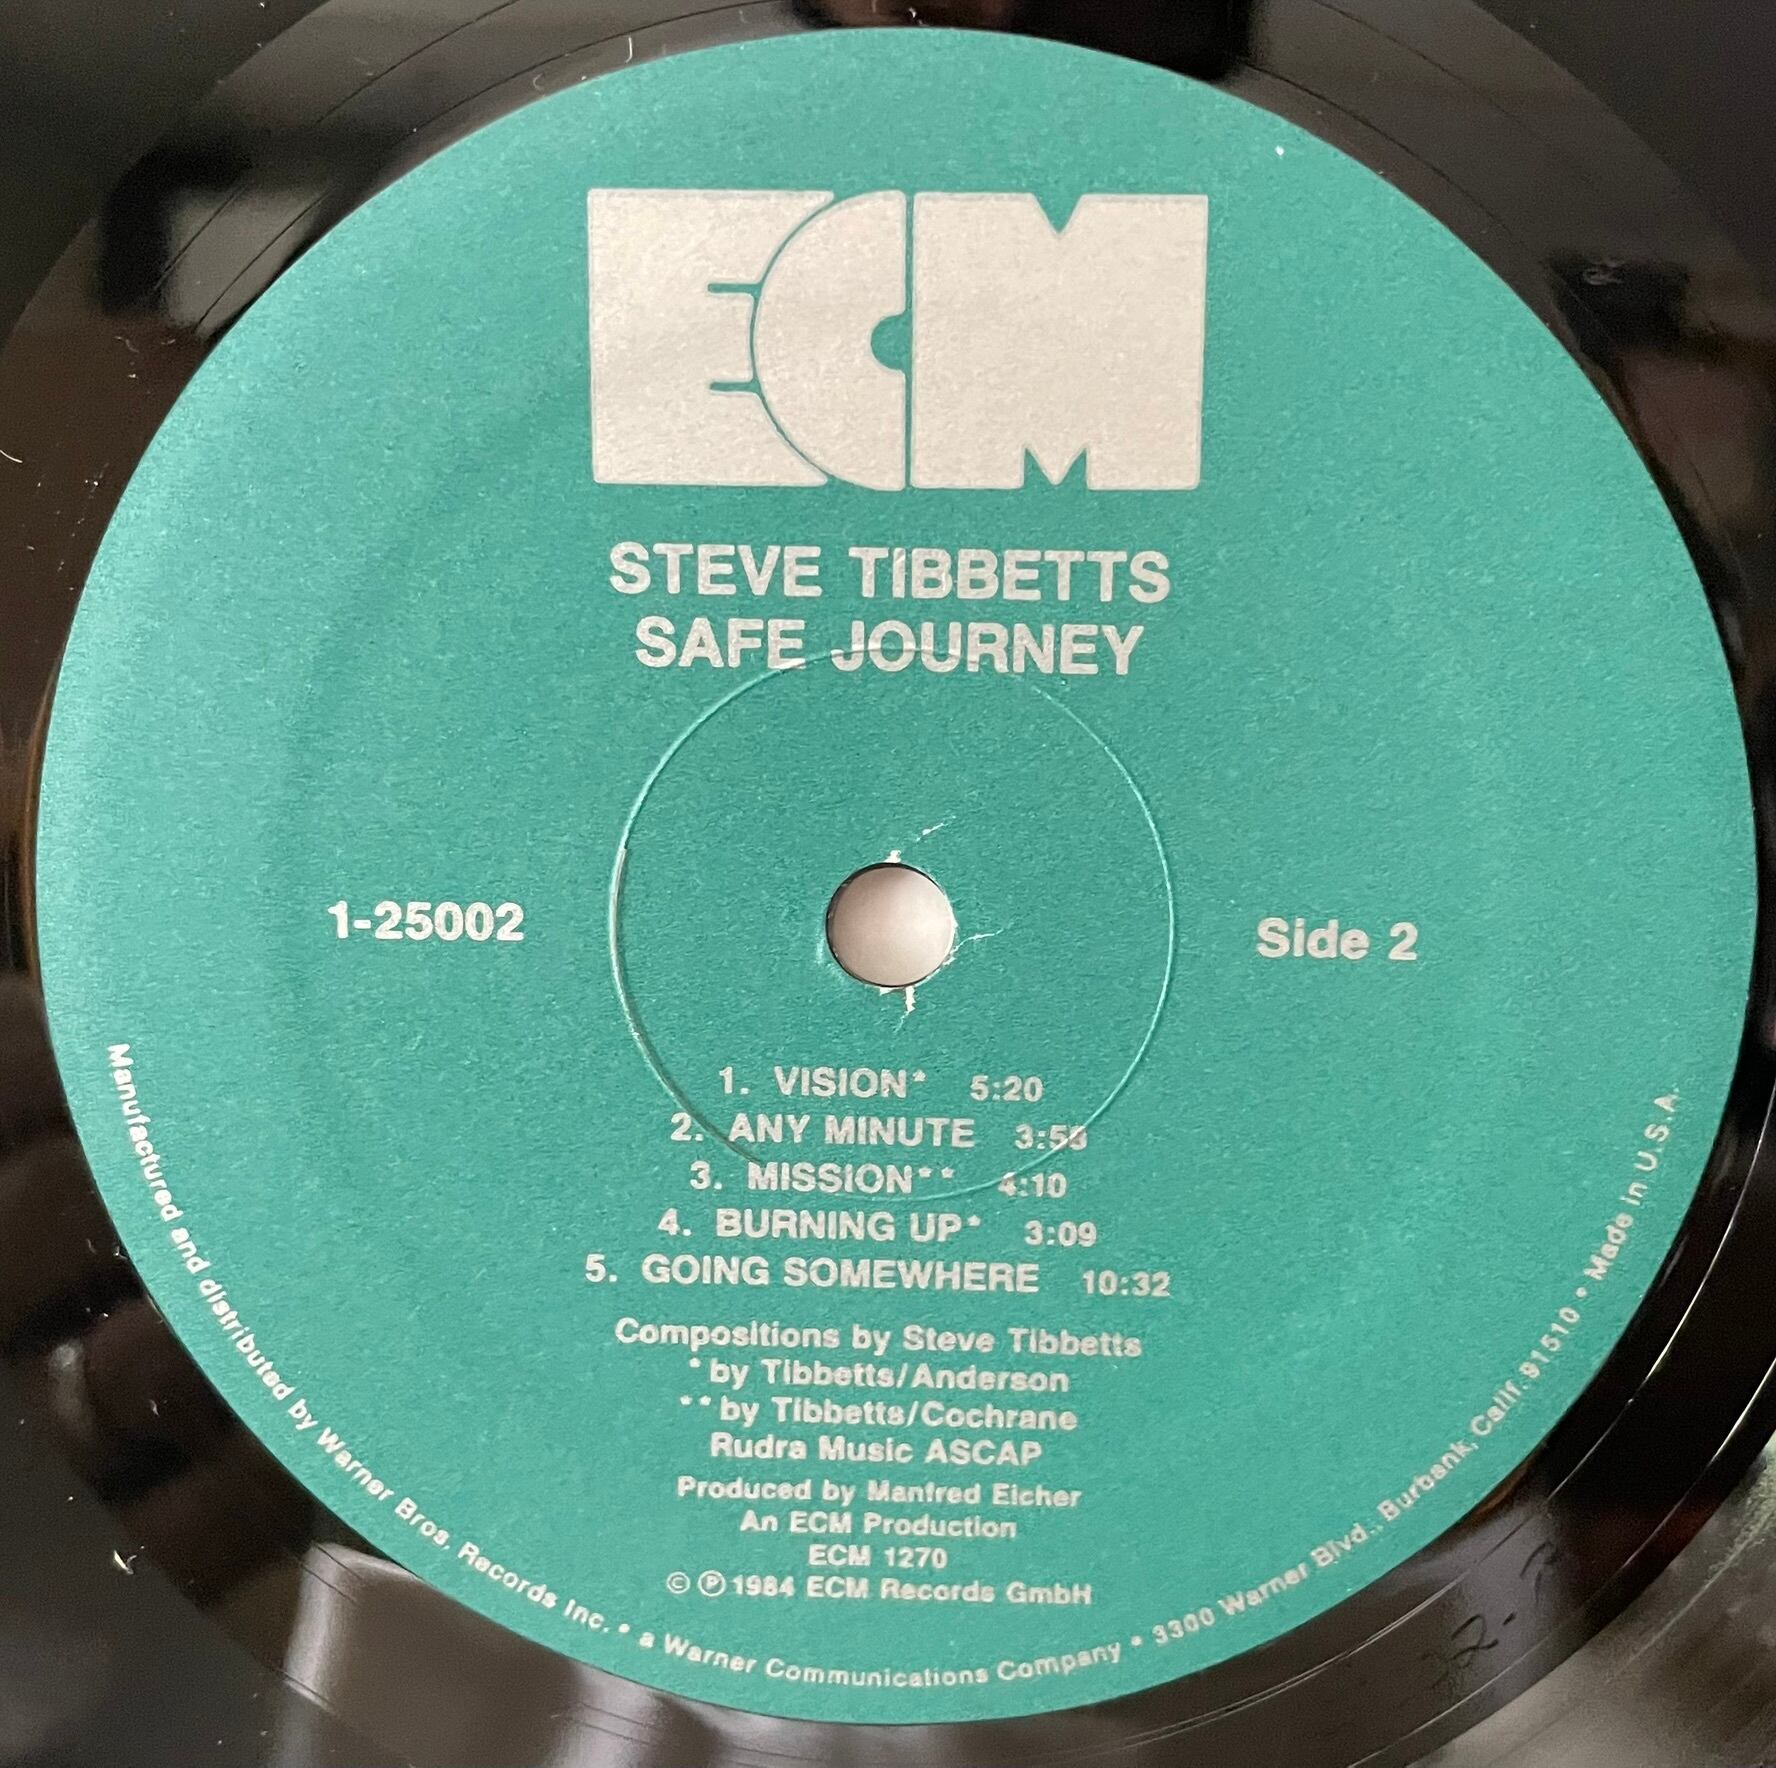 ECM
STEVE TIBBETTS
SAFE JOURNEY
1-25002
Side 2
1. VISION* 5:20
2. ANY MINUTE
3. MISSION** 4:10
4. BURNING UP* 3:09
5. GOING SOMEWHERE 10:32
Compositions by Steve Tibbetts
*by Tibbetts/Anderson
**by Tibbetts/Cochrane
Rudra Music ASCAP
Produced by Manfred Eicher
An ECM Production
ECM 1270
© ℗ 1984 ECM Records GmbH
Manufactured and distributed by Warner Bros. Records Inc. • a Warner Communications Company • 3300 Warner Blvd., Burbank, Calif. 91510 • Made in U.S.A.